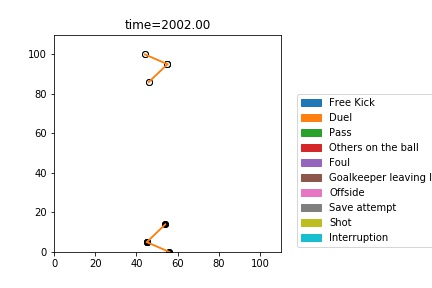 time=2002.00
100
80
60
40
20
0
0 20 40 60 80 100
Free Kick
Duel
Pass
Others on the ball
Foul
Goalkeeper leaving
Offside
Save attempt
Shot
Interruption